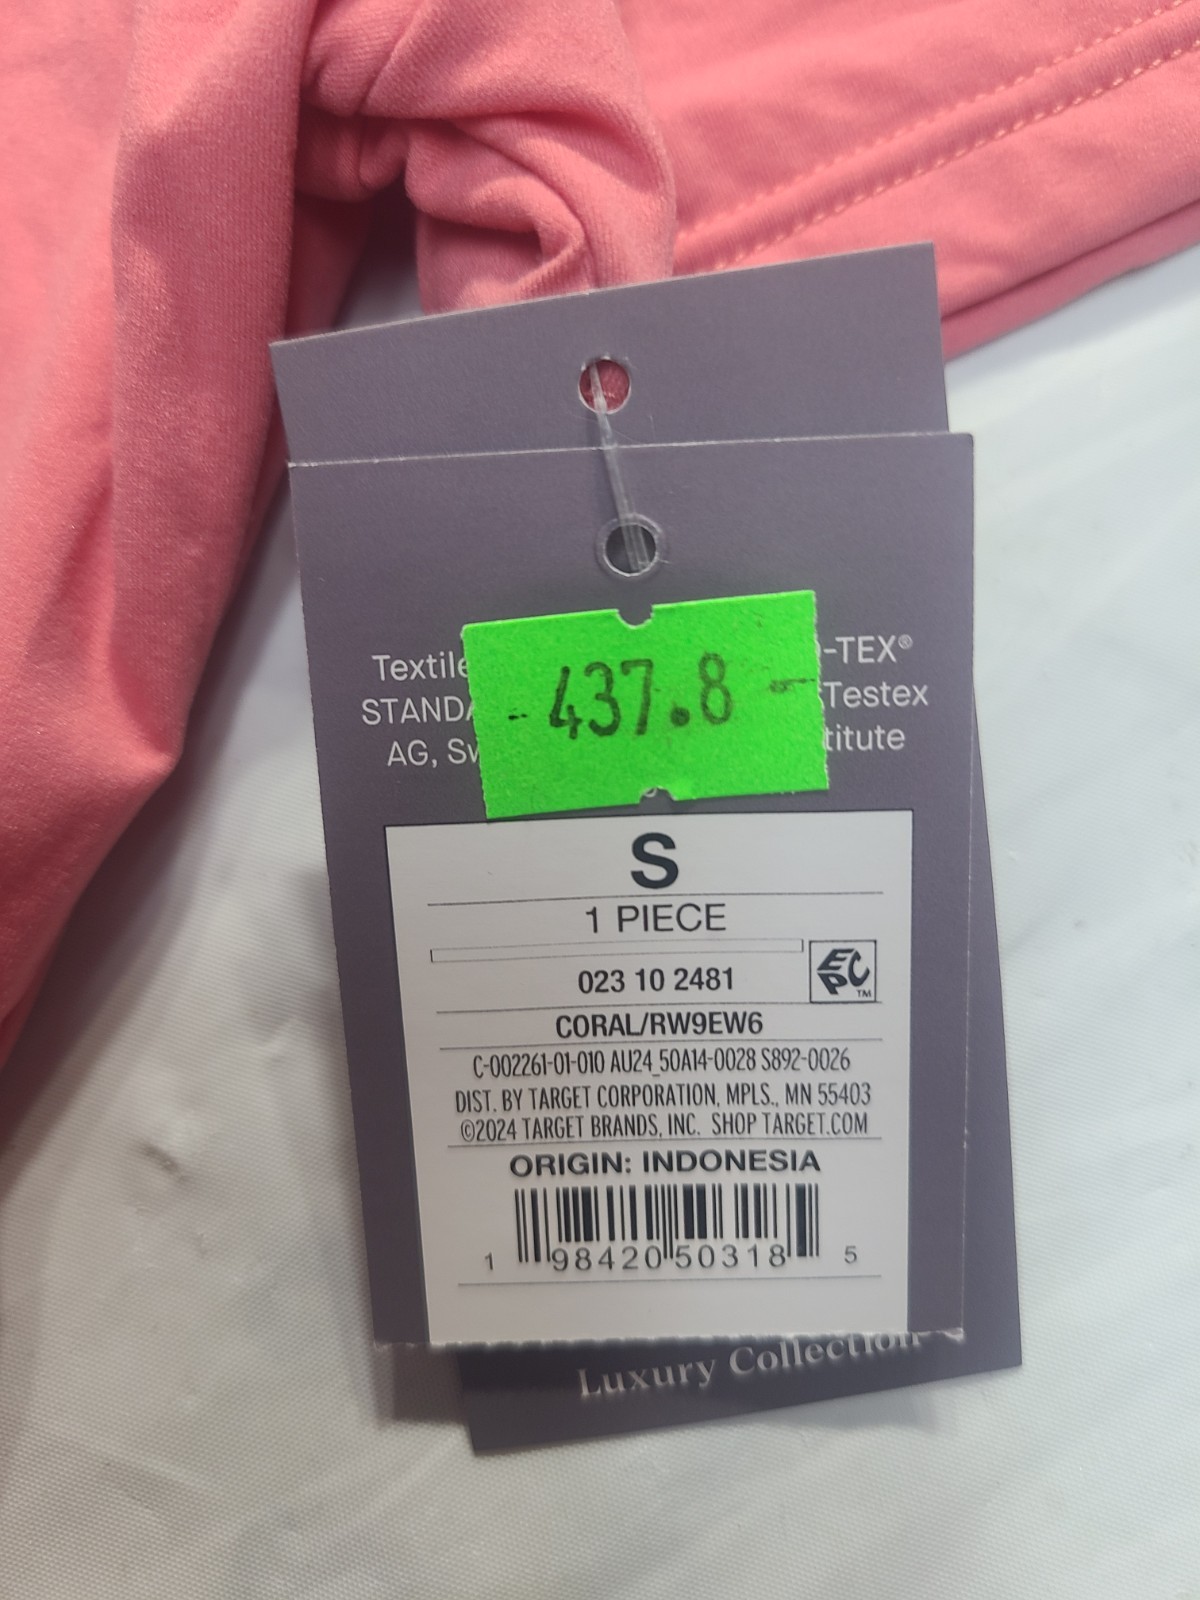 Textile -TEX®
STANDA Testex
AG, Sw titute
- 437.8 -
S
1 PIECE
023 10 2481
EPC™
CORAL/RW9EW6
C-002261-01-010 AU24_50A14-0028 S892-0026
DIST. BY TARGET CORPORATION, MPLS., MN 55403
©2024 TARGET BRANDS, INC. SHOP TARGET.COM
ORIGIN: INDONESIA
1 98420 50318 5
Luxury Collection